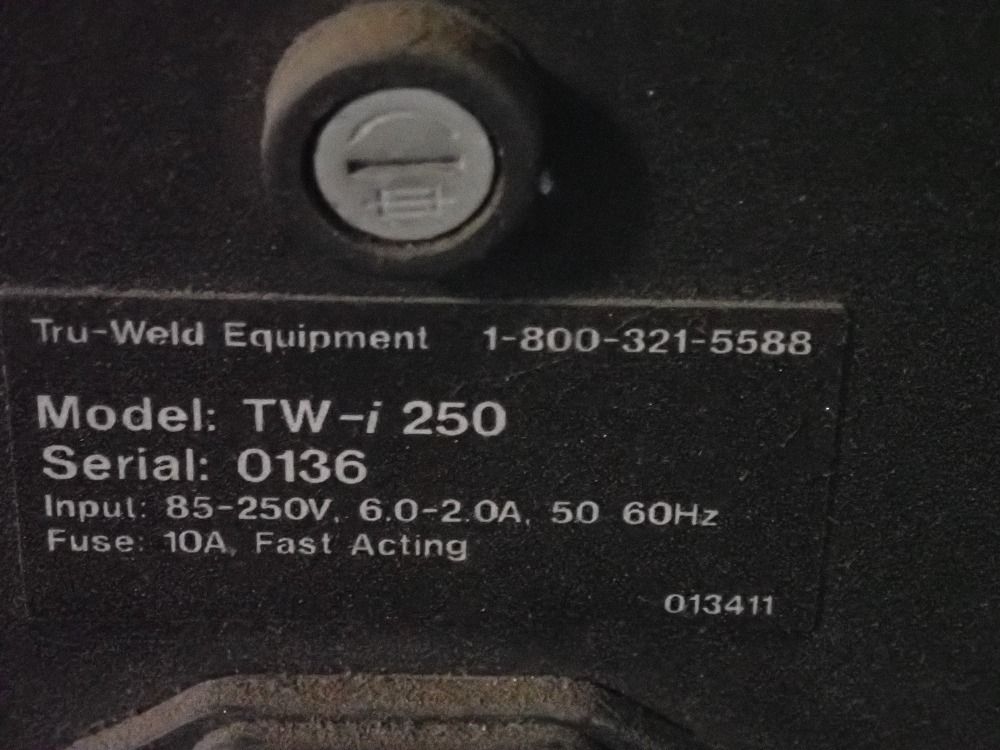 Tru-Weld Equipment 1-800-321-5588
Model: TW-i 250
Serial: 0136
Input: 85-250V, 6.0-2.0A, 50 60Hz
Fuse: 10A, Fast Acting
013411